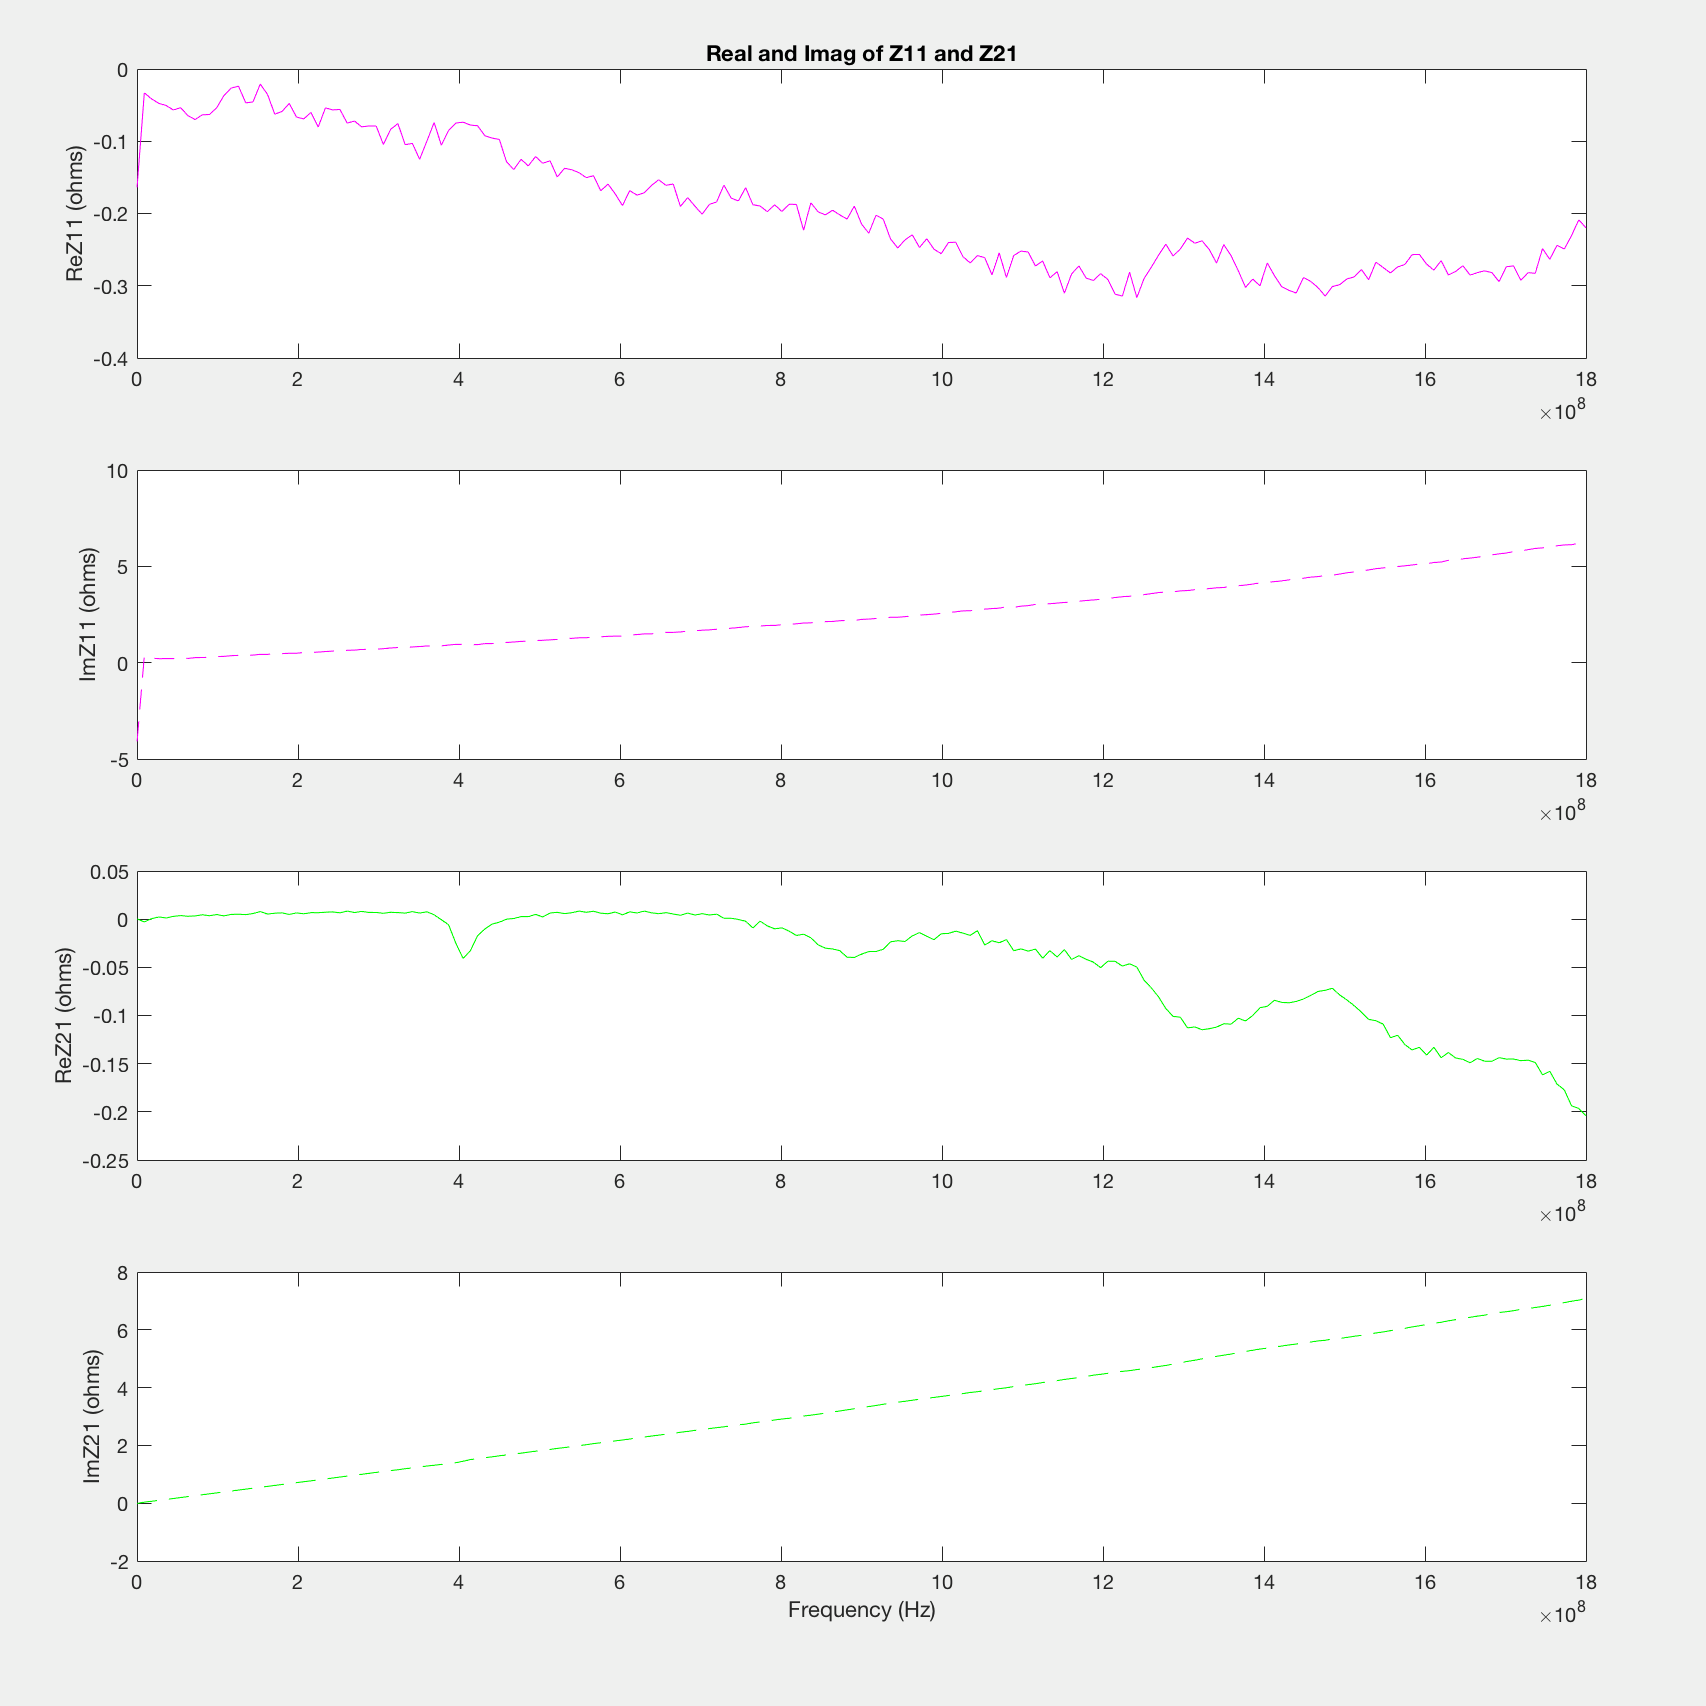 Real and Imag of Z11 and Z21
0
-0.1
-0.2
-0.3
-0.4
ReZ11 (ohms)
0 2 4 6 8 10 12 14 16 18
×10^8
10
5
0
-5
ImZ11 (ohms)
0 2 4 6 8 10 12 14 16 18
×10^8
0.05
0
-0.05
-0.1
-0.15
-0.2
-0.25
ReZ21 (ohms)
0 2 4 6 8 10 12 14 16 18
×10^8
8
6
4
2
0
-2
ImZ21 (ohms)
0 2 4 6 8 10 12 14 16 18
Frequency (Hz)
×10^8